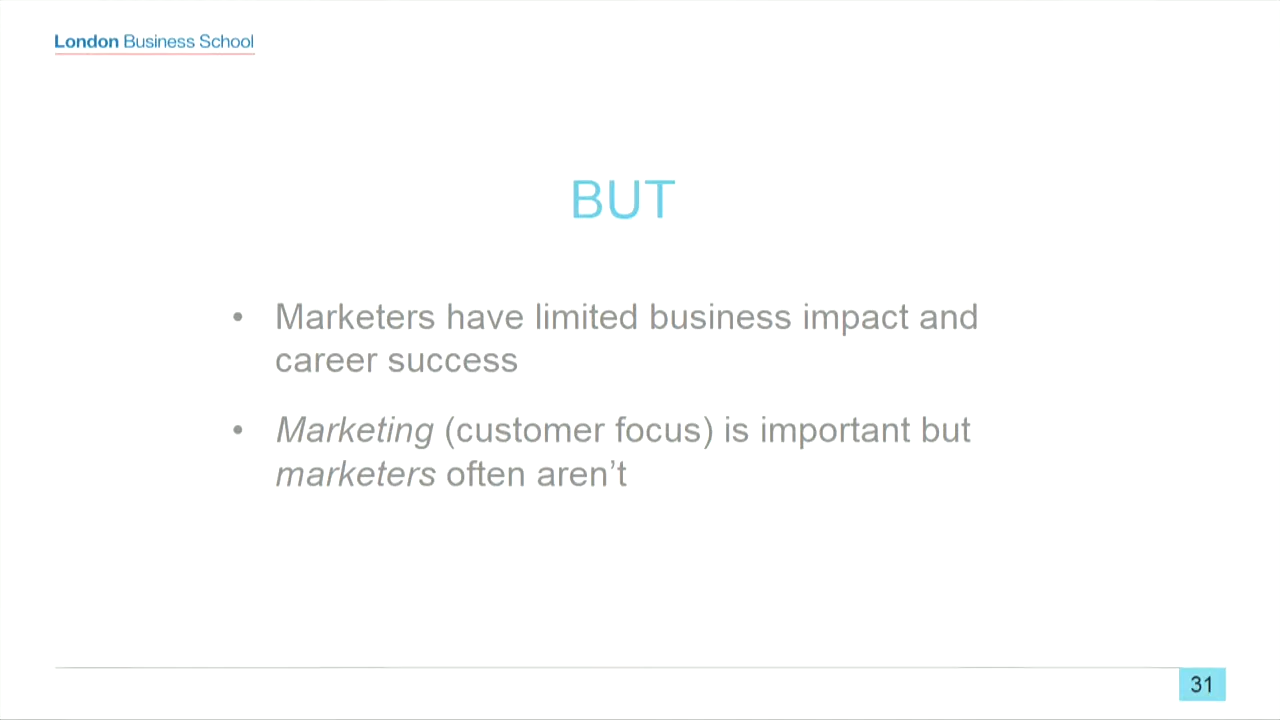 London Business School
BUT
• Marketers have limited business impact and
career success
• Marketing (customer focus) is important but
marketers often aren’t
31